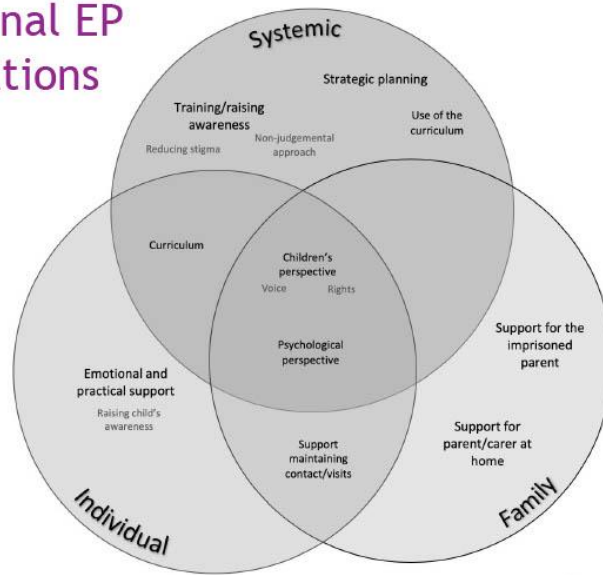 nal EP
tions
Systemic
Strategic planning
Training/raising
awareness
Use of the
curriculum
Reducing stigma
Non-judgemental
approach
Curriculum
Children's
perspective
Voice
Rights
Psychological
perspective
Support for the
imprisoned
parent
Emotional and
practical support
Raising child's
awareness
Support for
parent/carer at
home
Support
maintaining
contact/visits
Individual
Family